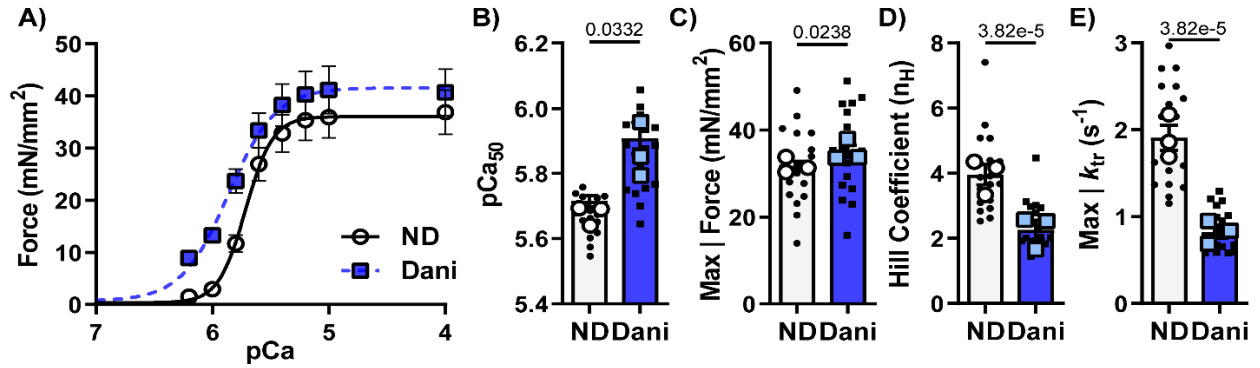 A)
50
40
30
20
10
0
Force (mN/mm²)
7
6
5
4
pCa
ND
Dani
B)
0.0332
6.2
6.0
5.8
5.6
5.4
pCa₅₀
ND Dani
C)
0.0238
60
40
20
0
Max | Force (mN/mm²)
ND Dani
D)
3.82e-5
8
6
4
2
0
Hill Coefficient (n_H)
ND Dani
E)
3.82e-5
3
2
1
0
Max | k_tr (s⁻¹)
ND Dani